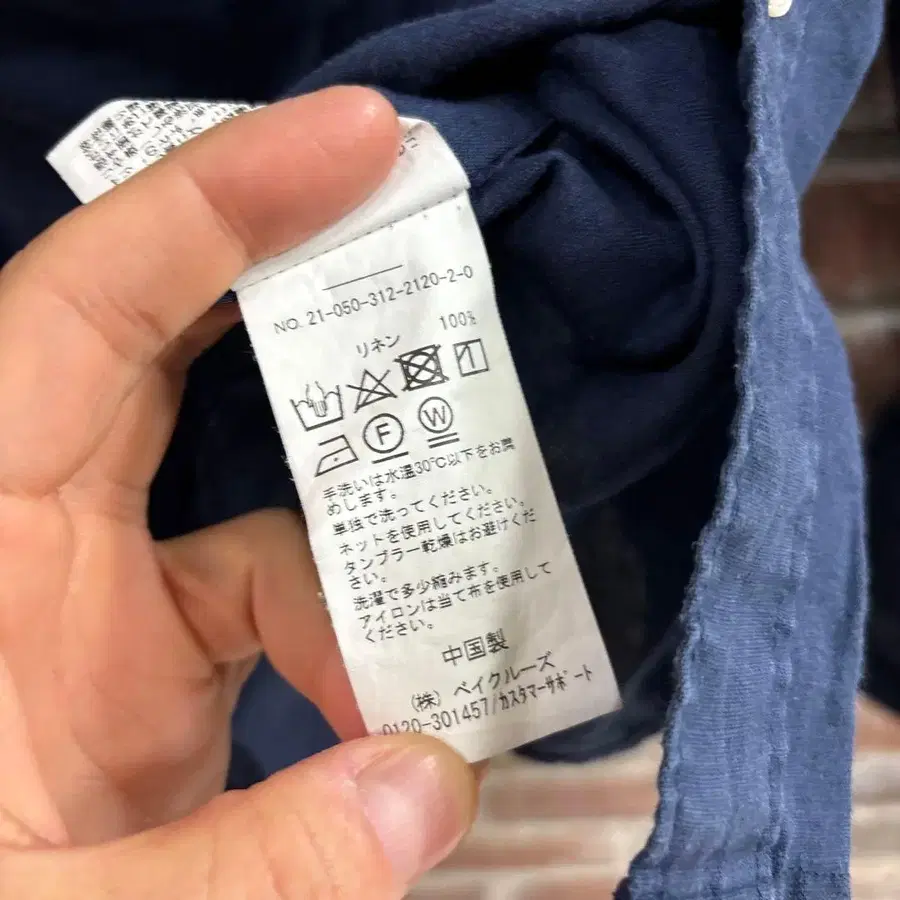 NO. 21-050-312-2120-2-0
リネン 100%
F W
手洗いは水温30℃以下をお薦
めします。
単独で洗ってください。
ネットを使用してください。
タンブラー乾燥はお避けくだ
さい。
洗濯で多少縮みます。
アイロンは当て布を使用して
ください。
中国製
(株) ベイクルーズ
0120-301457/カスタマーサポート